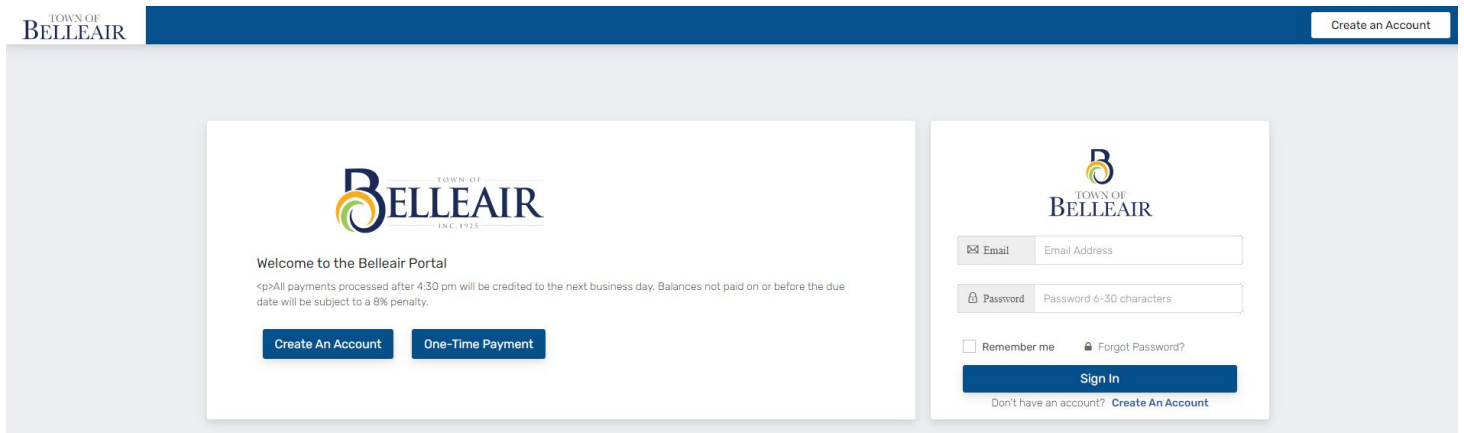 TOWN OF
BELLEAIR
Create an Account
TOWN OF
BELLEAIR
INC. 1925
Welcome to the Belleair Portal
<p>All payments processed after 4:30 pm will be credited to the next business day. Balances not paid on or before the due
date will be subject to a 8% penalty.
Create An Account One-Time Payment
B
TOWN OF
BELLEAIR
Email Email Address
Password Password 6-30 characters
Remember me Forgot Password?
Sign In
Don't have an account? Create An Account